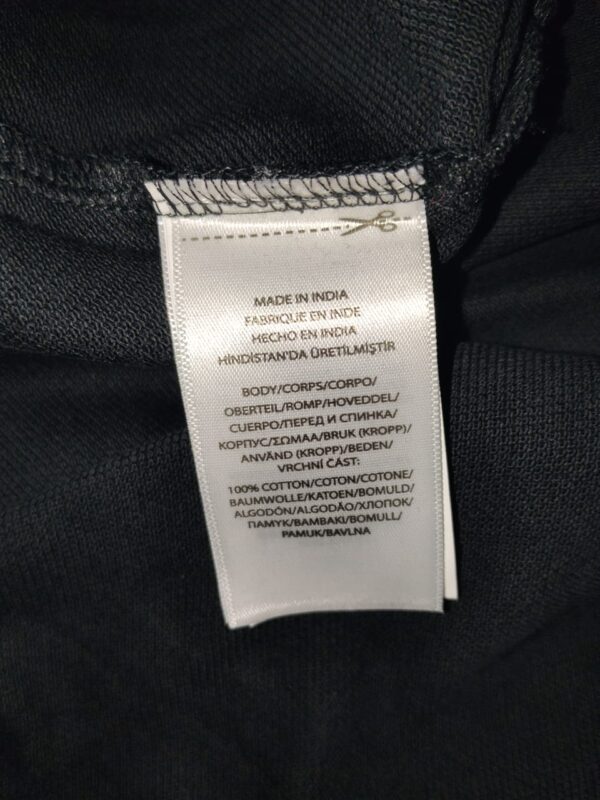 MADE IN INDIA
FABRIQUE EN INDE
HECHO EN INDIA
HİNDİSTAN'DA ÜRETİLMİŞTİR
BODY/CORPS/CORPO/
OBERTEIL/ROMP/HOVEDDEL/
CUERPO/ПЕРЕД И СПИНКА/
КОРПУС/ΣΩΜΑΑ/BRUK (KROPP)/
ANVÄND (KROPP)/BEDEN/
VRCHNÍ ČÁST:
100% COTTON/COTON/COTONE/
BAUMWOLLE/KATOEN/BOMULD/
ALGODÓN/ALGODÃO/ХЛОПОК/
ПАМУК/ΒΑΜΒΑΚΙ/BOMULL/
PAMUK/BAVLNA